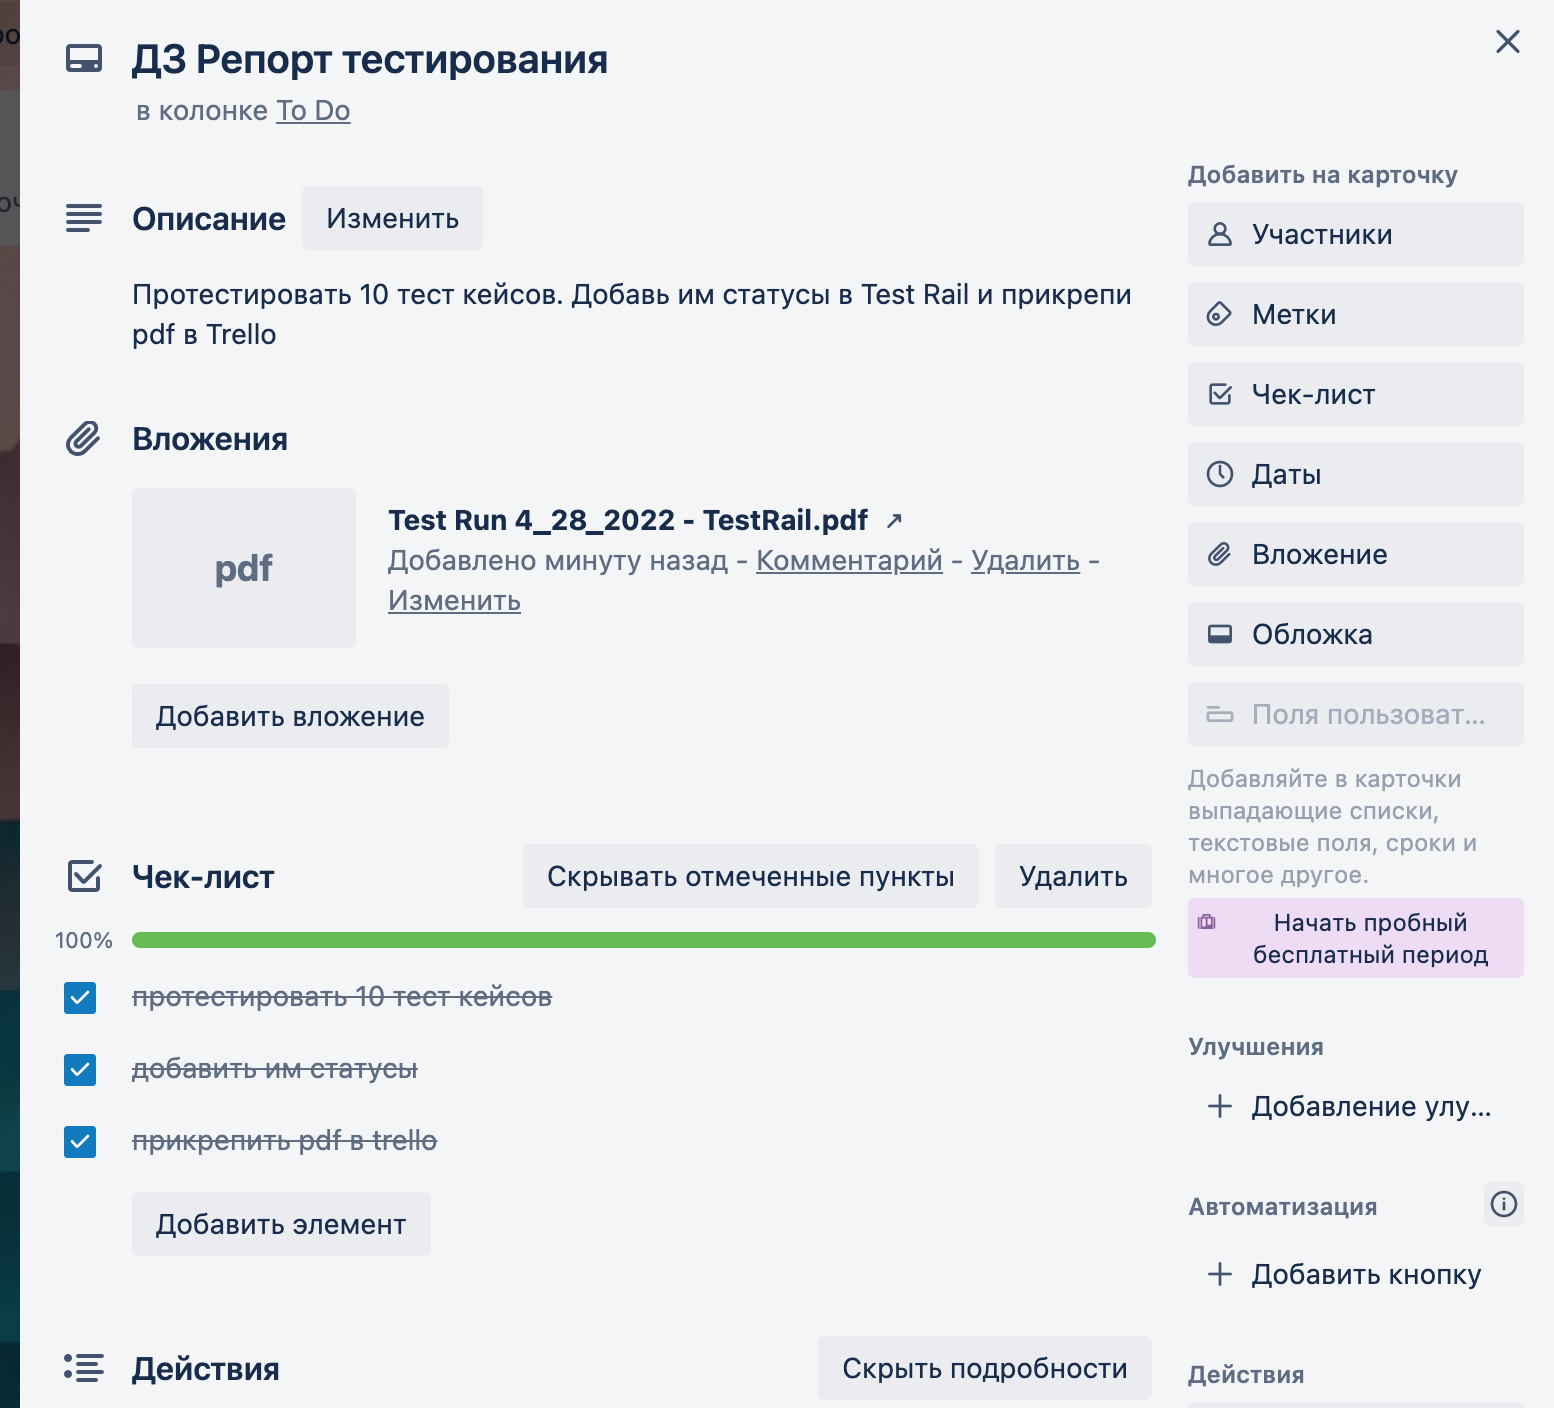 ДЗ Репорт тестирования
в колонке To Do
Описание
Изменить
Протестировать 10 тест кейсов. Добавь им статусы в Test Rail и прикрепи
pdf в Trello
Вложения
pdf
Test Run 4_28_2022 - TestRail.pdf ↗
Добавлено минуту назад - Комментарий - Удалить -
Изменить
Добавить вложение
Чек-лист
Скрывать отмеченные пункты
Удалить
100%
протестировать 10 тест кейсов
добавить им статусы
прикрепить pdf в trello
Добавить элемент
Действия
Скрыть подробности
Добавить на карточку
Участники
Метки
Чек-лист
Даты
Вложение
Обложка
Поля пользоват...
Добавляйте в карточки
выпадающие списки,
текстовые поля, сроки и
многое другое.
Начать пробный
бесплатный период
Улучшения
Добавление улу...
Автоматизация
Добавить кнопку
Действия